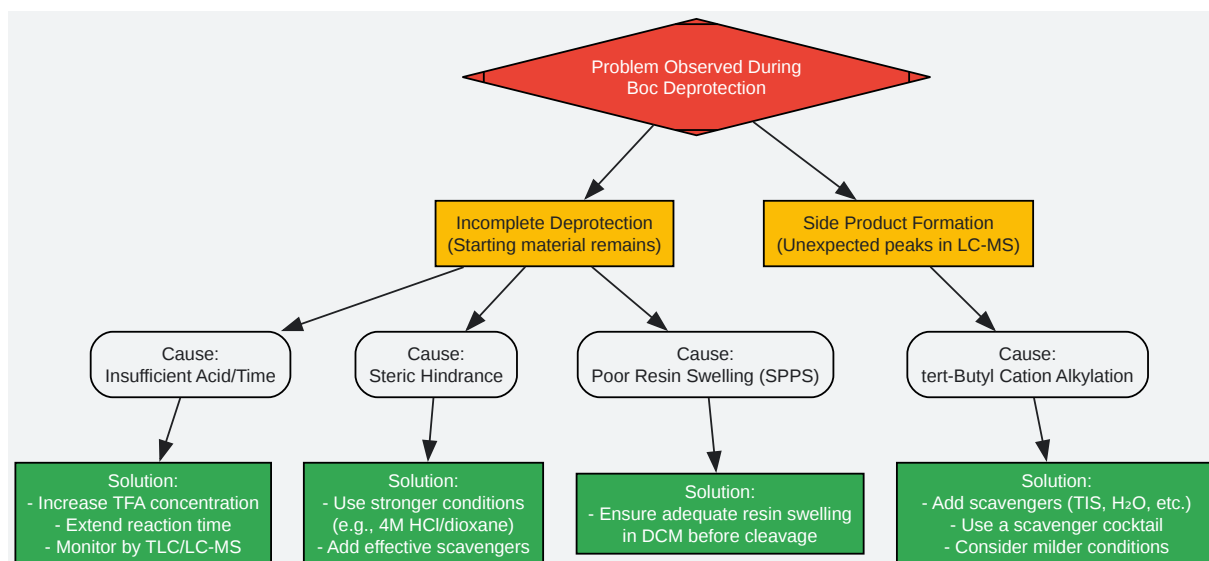 Problem Observed During
Boc Deprotection
Incomplete Deprotection
(Starting material remains)
Side Product Formation
(Unexpected peaks in LC-MS)
Cause:
Insufficient Acid/Time
Cause:
Steric Hindrance
Cause:
Poor Resin Swelling (SPPS)
Cause:
tert-Butyl Cation Alkylation
Solution:
- Increase TFA concentration
- Extend reaction time
- Monitor by TLC/LC-MS
Solution:
- Use stronger conditions
(e.g., 4M HCl/dioxane)
- Add effective scavengers
Solution:
- Ensure adequate resin swelling
in DCM before cleavage
Solution:
- Add scavengers (TIS, H₂O, etc.)
- Use a scavenger cocktail
- Consider milder conditions